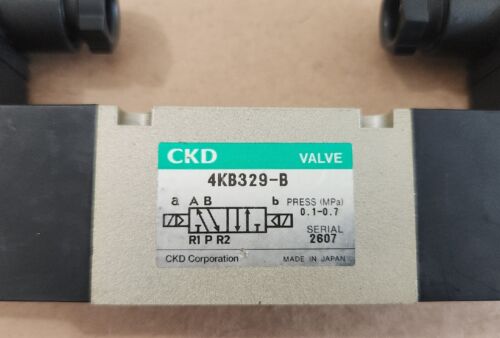 CKD VALVE
4KB329-B
a A B b PRESS (MPa)
0.1-0.7
R1 P R2 SERIAL
2607
CKD Corporation MADE IN JAPAN